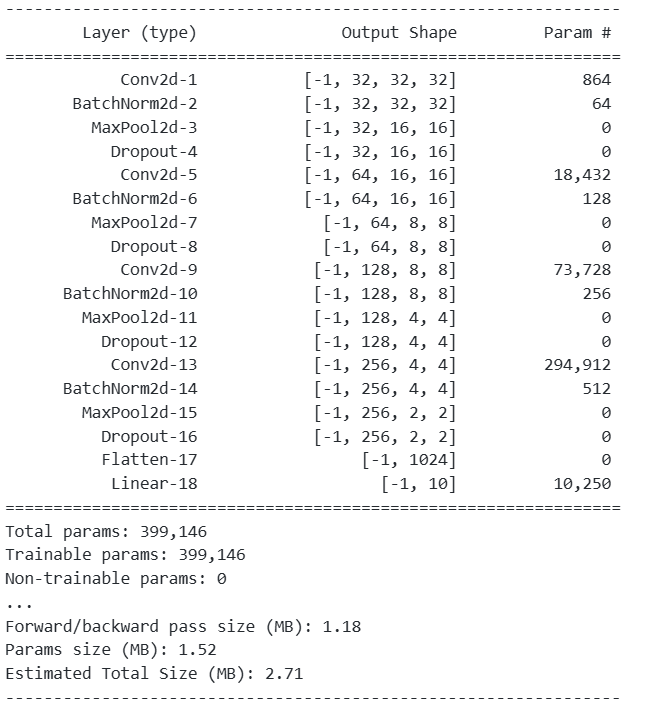 ----------------------------------------------------------------
Layer (type) Output Shape Param #
================================================================
Conv2d-1 [-1, 32, 32, 32] 864
BatchNorm2d-2 [-1, 32, 32, 32] 64
MaxPool2d-3 [-1, 32, 16, 16] 0
Dropout-4 [-1, 32, 16, 16] 0
Conv2d-5 [-1, 64, 16, 16] 18,432
BatchNorm2d-6 [-1, 64, 16, 16] 128
MaxPool2d-7 [-1, 64, 8, 8] 0
Dropout-8 [-1, 64, 8, 8] 0
Conv2d-9 [-1, 128, 8, 8] 73,728
BatchNorm2d-10 [-1, 128, 8, 8] 256
MaxPool2d-11 [-1, 128, 4, 4] 0
Dropout-12 [-1, 128, 4, 4] 0
Conv2d-13 [-1, 256, 4, 4] 294,912
BatchNorm2d-14 [-1, 256, 4, 4] 512
MaxPool2d-15 [-1, 256, 2, 2] 0
Dropout-16 [-1, 256, 2, 2] 0
Flatten-17 [-1, 1024] 0
Linear-18 [-1, 10] 10,250
================================================================
Total params: 399,146
Trainable params: 399,146
Non-trainable params: 0
...
Forward/backward pass size (MB): 1.18
Params size (MB): 1.52
Estimated Total Size (MB): 2.71
----------------------------------------------------------------